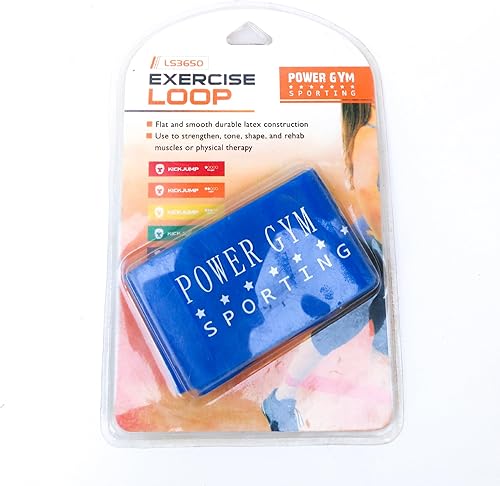 LS3650
EXERCISE
LOOP
POWER GYM
★★★★★★★
SPORTING
Flat and smooth durable latex construction
Use to strengthen, tone, shape, and rehab
muscles or physical therapy
KICKJUMP
KICKJUMP
KICKJUMP
POWER GYM
★★★★★★★
SPORTING